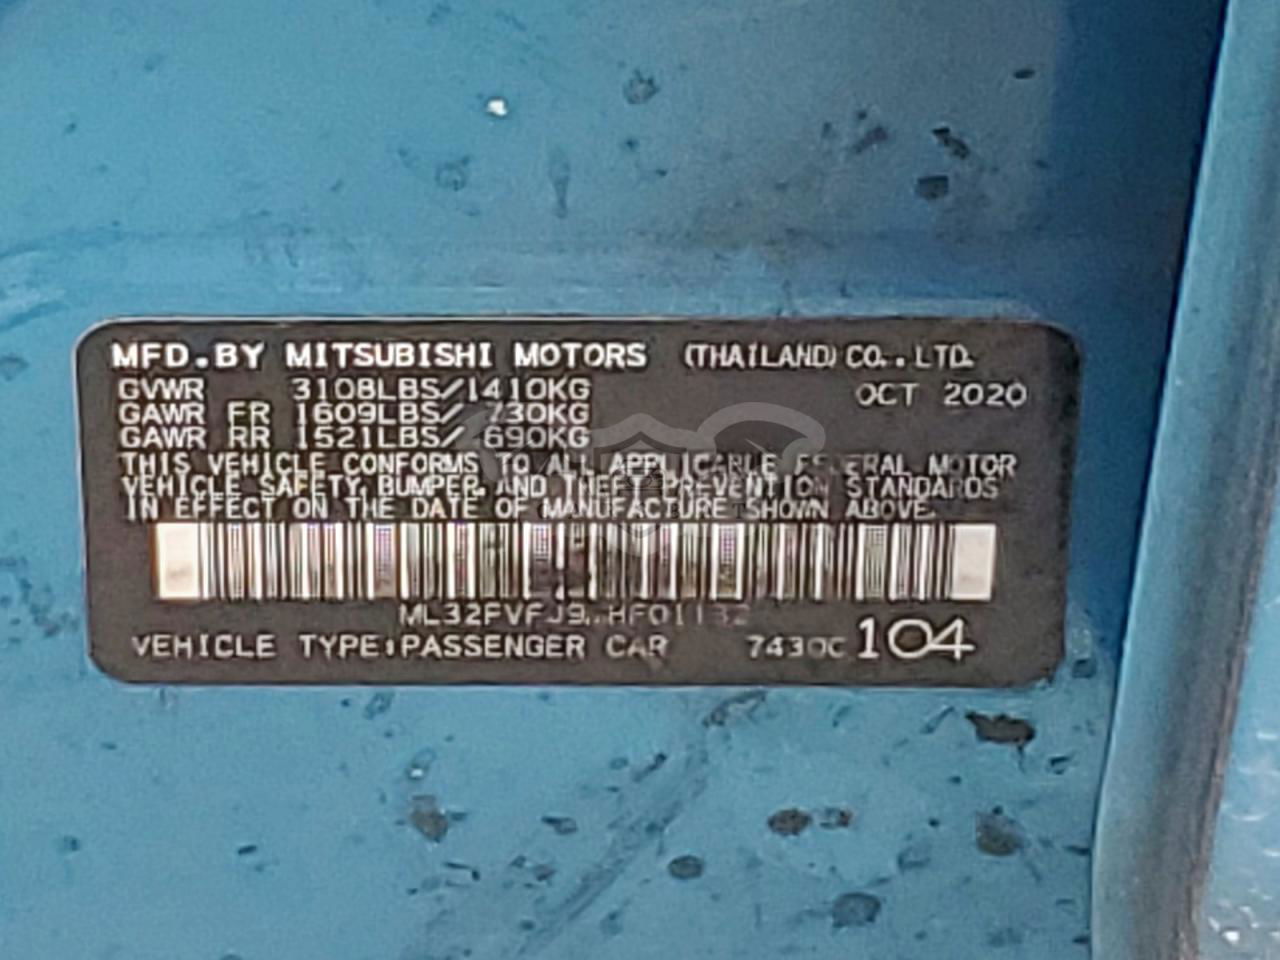 MFD.BY MITSUBISHI MOTORS (THAILAND) CO., LTD.
GVWR 3108LBS/1410KG OCT 2020
GAWR FR 1609LBS/ 730KG
GAWR RR 1521LBS/ 690KG
THIS VEHICLE CONFORMS TO ALL APPLICABLE FEDERAL MOTOR
VEHICLE SAFETY, BUMPER, AND THEFT PREVENTION STANDARDS
IN EFFECT ON THE DATE OF MANUFACTURE SHOWN ABOVE.
VEHICLE TYPE:PASSENGER CAR 7430C 104